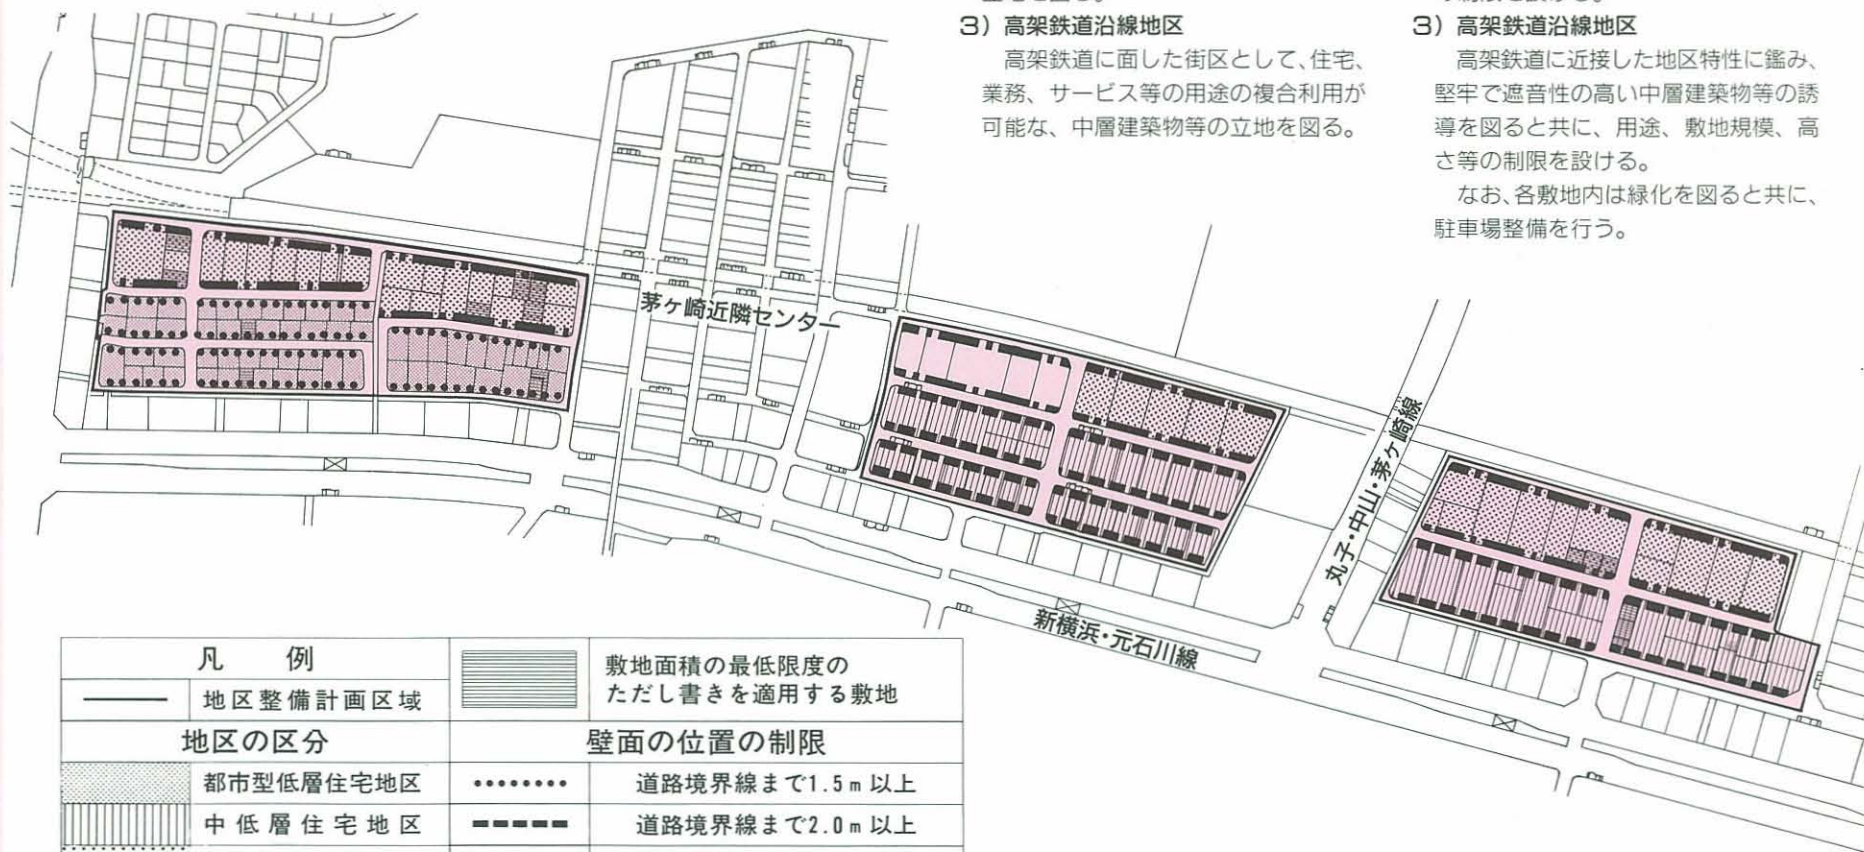 3）高架鉄道沿線地区
高架鉄道に面した街区として、住宅、
業務、サービス等の用途の複合利用が
可能な、中層建築物等の立地を図る。
3）高架鉄道沿線地区
高架鉄道に近接した地区特性に鑑み、
堅牢で遮音性の高い中層建築物等の誘
導を図ると共に、用途、敷地規模、高
さ等の制限を設ける。
なお、各敷地内は緑化を図ると共に、
駐車場整備を行う。
茅ヶ崎近隣センター
丸子・中山・茅ヶ崎線
新横浜・元石川線
凡 例
地区整備計画区域
敷地面積の最低限度の
ただし書きを適用する敷地
地区の区分
壁面の位置の制限
都市型低層住宅地区
道路境界線まで1.5m以上
中低層住宅地区
道路境界線まで2.0m以上